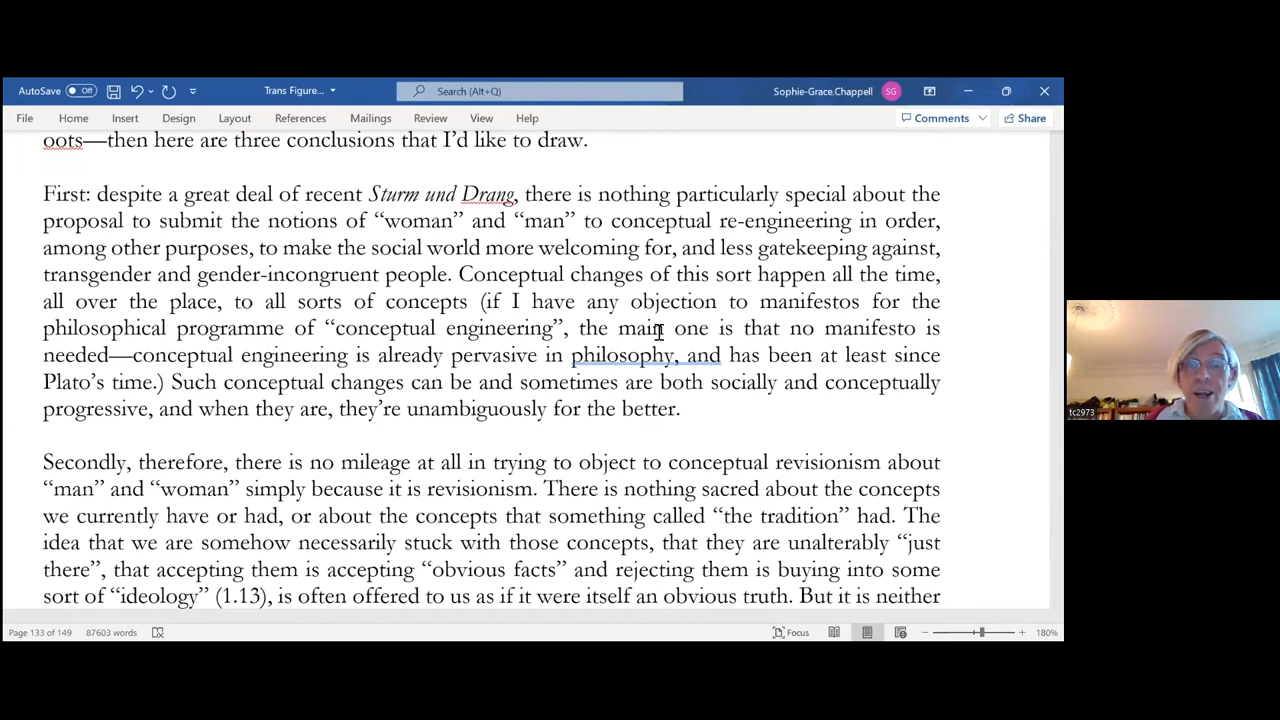 AutoSave Off Trans Figure... Search (Alt+Q) Sophie-Grace.Chappell SG
File Home Insert Draw Design Layout References Mailings Review View Help Comments Share
oots—then here are three conclusions that I'd like to draw.
First: despite a great deal of recent Sturm und Drang, there is nothing particularly special about the
proposal to submit the notions of “woman” and “man” to conceptual re-engineering in order,
among other purposes, to make the social world more welcoming for, and less gatekeeping against,
transgender and gender-incongruent people. Conceptual changes of this sort happen all the time,
all over the place, to all sorts of concepts (if I have any objection to manifestos for the
philosophical programme of “conceptual engineering”, the main one is that no manifesto is
needed—conceptual engineering is already pervasive in philosophy, and has been at least since
Plato's time.) Such conceptual changes can be and sometimes are both socially and conceptually
progressive, and when they are, they're unambiguously for the better.
Secondly, therefore, there is no mileage at all in trying to object to conceptual revisionism about
“man” and “woman” simply because it is revisionism. There is nothing sacred about the concepts
we currently have or had, or about the concepts that something called “the tradition” had. The
idea that we are somehow necessarily stuck with those concepts, that they are unalterably “just
there”, that accepting them is accepting “obvious facts” and rejecting them is buying into some
sort of “ideology” (1.13), is often offered to us as if it were itself an obvious truth. But it is neither
Page 133 of 149 87603 words Focus 180%
tc2973